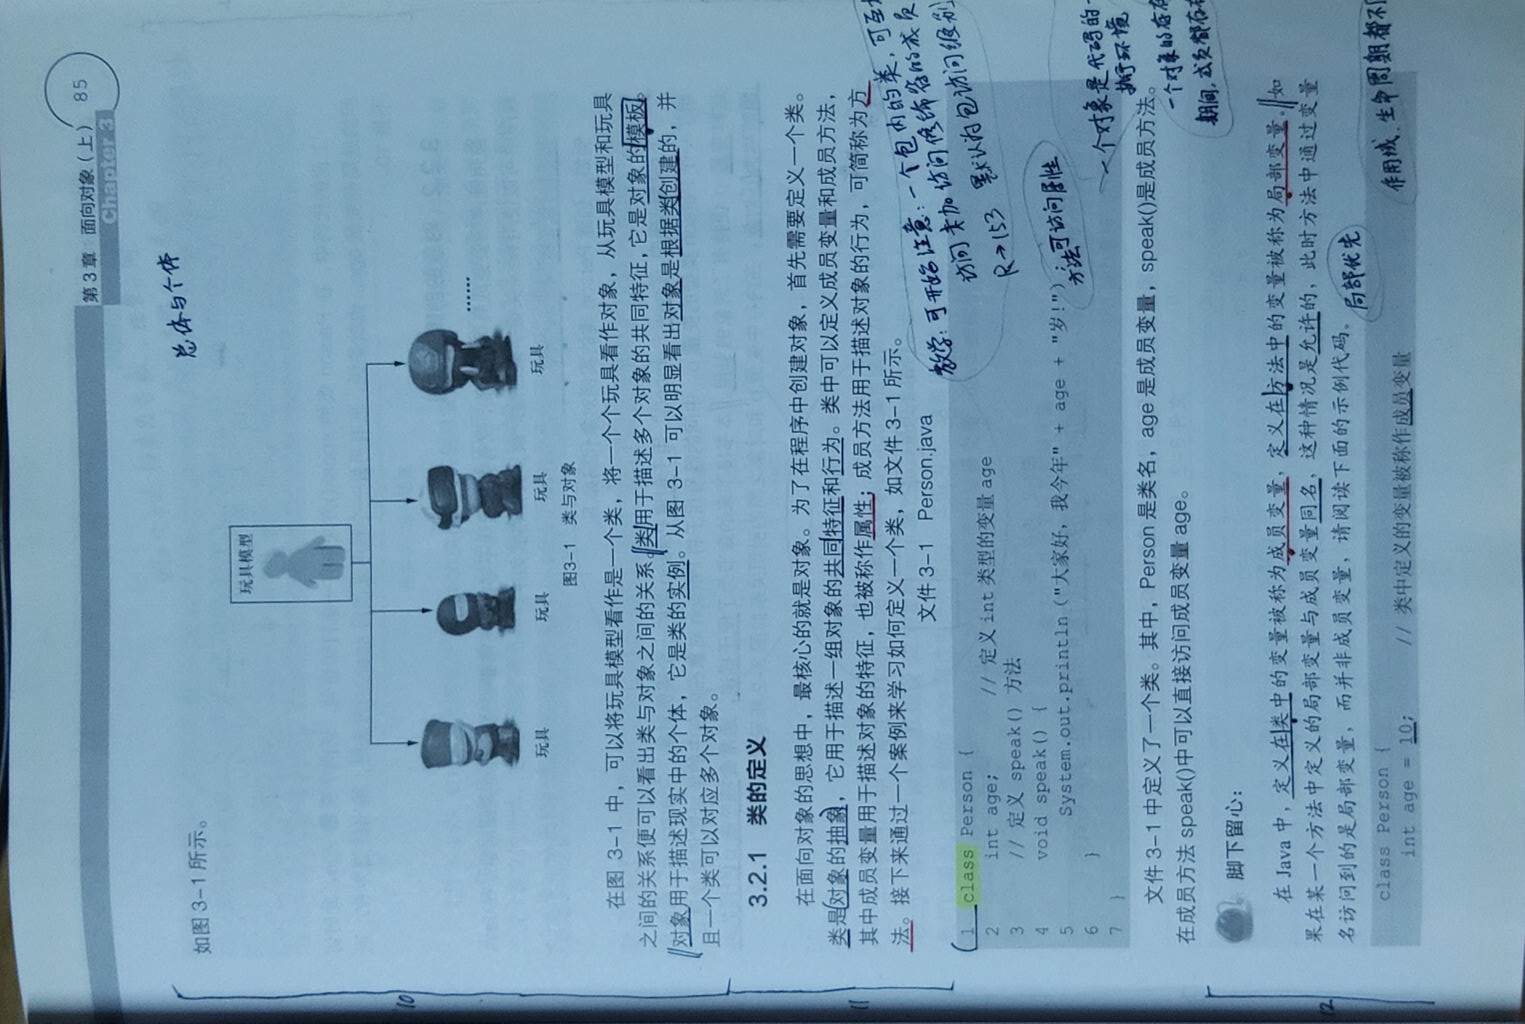 第3章 面向对象（上） 85
Chapter 3
总体与个体
如图 3-1 所示。
玩具模型
10
......
玩具 玩具 玩具 玩具
图3-1 类与对象
在图 3-1 中，可以将玩具模型看作是一个类，将一个个玩具看作对象，从玩具模型和玩具
之间的关系便可以看出类与对象之间的关系。类用于描述多个对象的共同特征，它是对象的模板。
对象用于描述现实中的个体，它是类的实例。从图 3-1 可以明显看出对象是根据类创建的，并
且一个类可以对应多个对象。
3.2.1 类的定义
在面向对象的思想中，最核心的就是对象。为了在程序中创建对象，首先需要定义一个类。
类是对象的抽象，它用于描述一组对象的共同特征和行为。类中可以定义成员变量和成员方法，
11
其中成员变量用于描述对象的特征，也被称作属性；成员方法用于描述对象的行为，可简称为方
法。接下来通过一个案例来学习如何定义一个类，如文件 3-1 所示。
文件 3-1 Person.java
教学：可开始注意：一个包内的类，可互
访问未加访问修饰符的成员
R→153 默认为包访问级别
1 class Person {
2 int age; // 定义 int 类型的变量 age
3 // 定义 speak() 方法
4 void speak() {
5 System.out.println ("大家好，我今年" + age + "岁!") ;
6 }
7 }
方法可访问属性
一个对象是代码的一
执行环境
文件 3-1 中定义了一个类。其中，Person 是类名，age 是成员变量，speak()是成员方法。
在成员方法 speak()中可以直接访问成员变量 age。
一个对象的存在
期间，成员都存在
脚下留心：
在 Java 中，定义在类中的变量被称为成员变量，定义在方法中的变量被称为局部变量。如
果在某一个方法中定义的局部变量与成员变量同名，这种情况是允许的，此时方法中通过变量
12
名访问到的是局部变量，而并非成员变量，请阅读下面的示例代码。
局部优先
class Person {
int age = 10; // 类中定义的变量被称作成员变量
作用域、生命周期都不